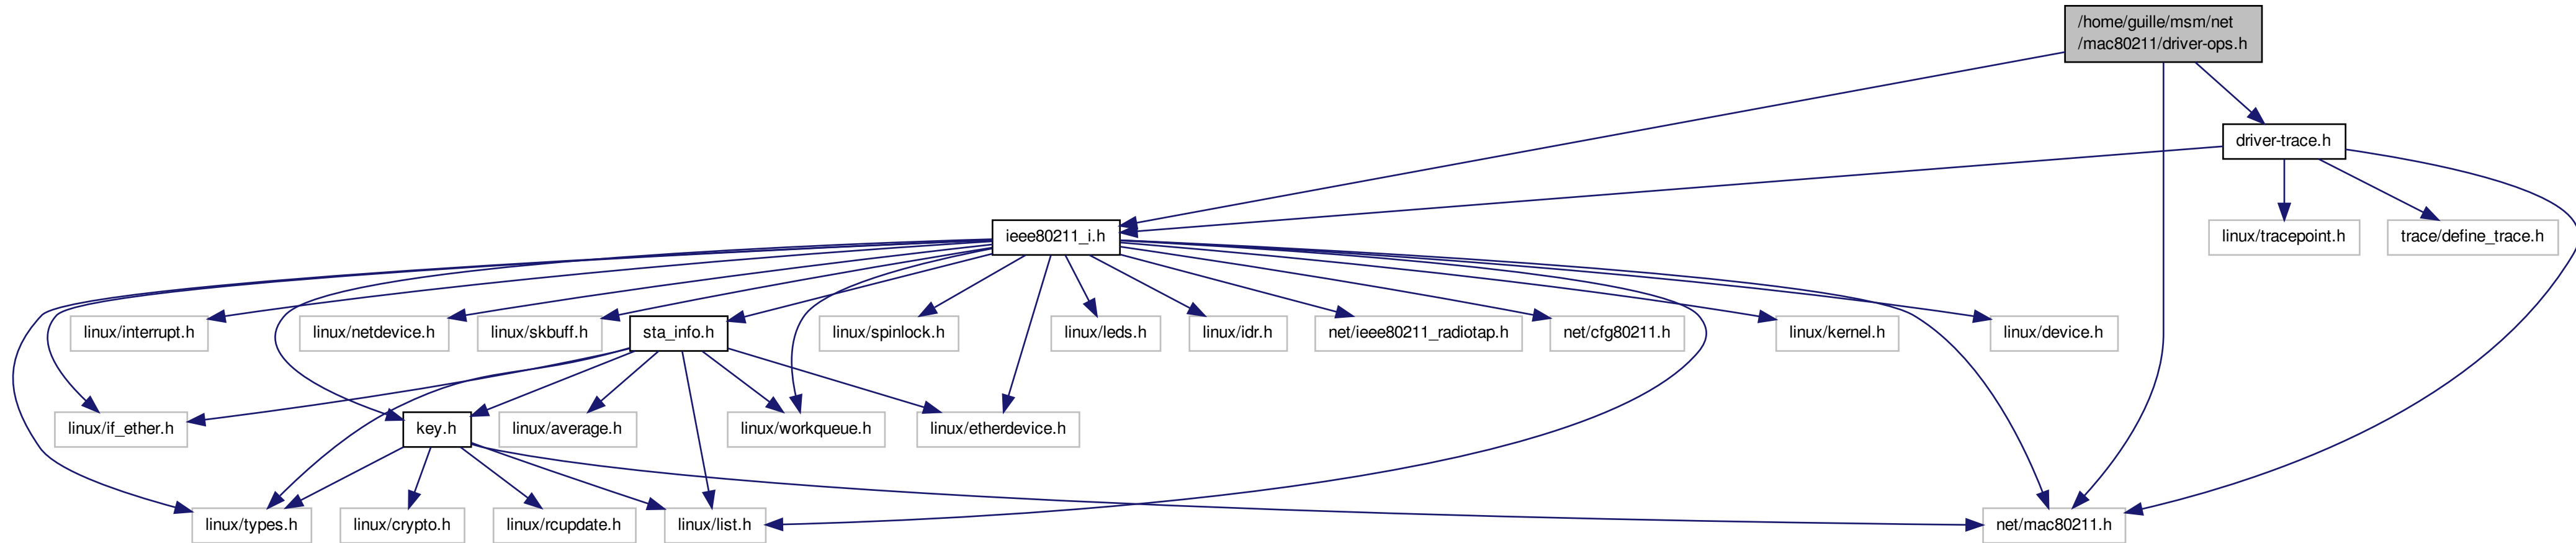 /home/guille/msm/net
/mac80211/driver-ops.h
driver-trace.h
ieee80211_i.h
linux/tracepoint.h
trace/define_trace.h
linux/interrupt.h
linux/netdevice.h
linux/skbuff.h
sta_info.h
linux/spinlock.h
linux/leds.h
linux/idr.h
net/ieee80211_radiotap.h
net/cfg80211.h
linux/kernel.h
linux/device.h
linux/if_ether.h
key.h
linux/average.h
linux/workqueue.h
linux/etherdevice.h
linux/types.h
linux/crypto.h
linux/rcupdate.h
linux/list.h
net/mac80211.h